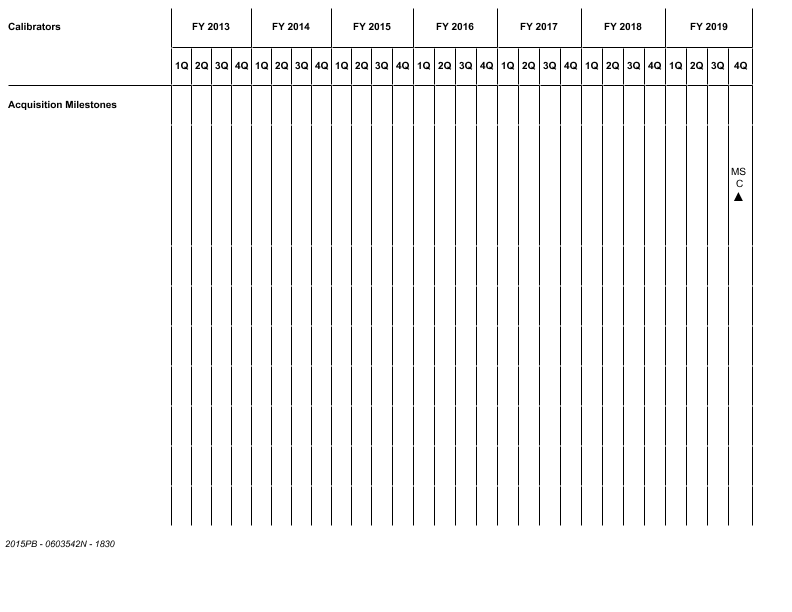 Calibrators FY 2013 FY 2014 FY 2015 FY 2016 FY 2017 FY 2018 FY 2019
1Q 2Q 3Q 4Q 1Q 2Q 3Q 4Q 1Q 2Q 3Q 4Q 1Q 2Q 3Q 4Q 1Q 2Q 3Q 4Q 1Q 2Q 3Q 4Q 1Q 2Q 3Q 4Q
Acquisition Milestones
MS
C
2015PB - 0603542N - 1830